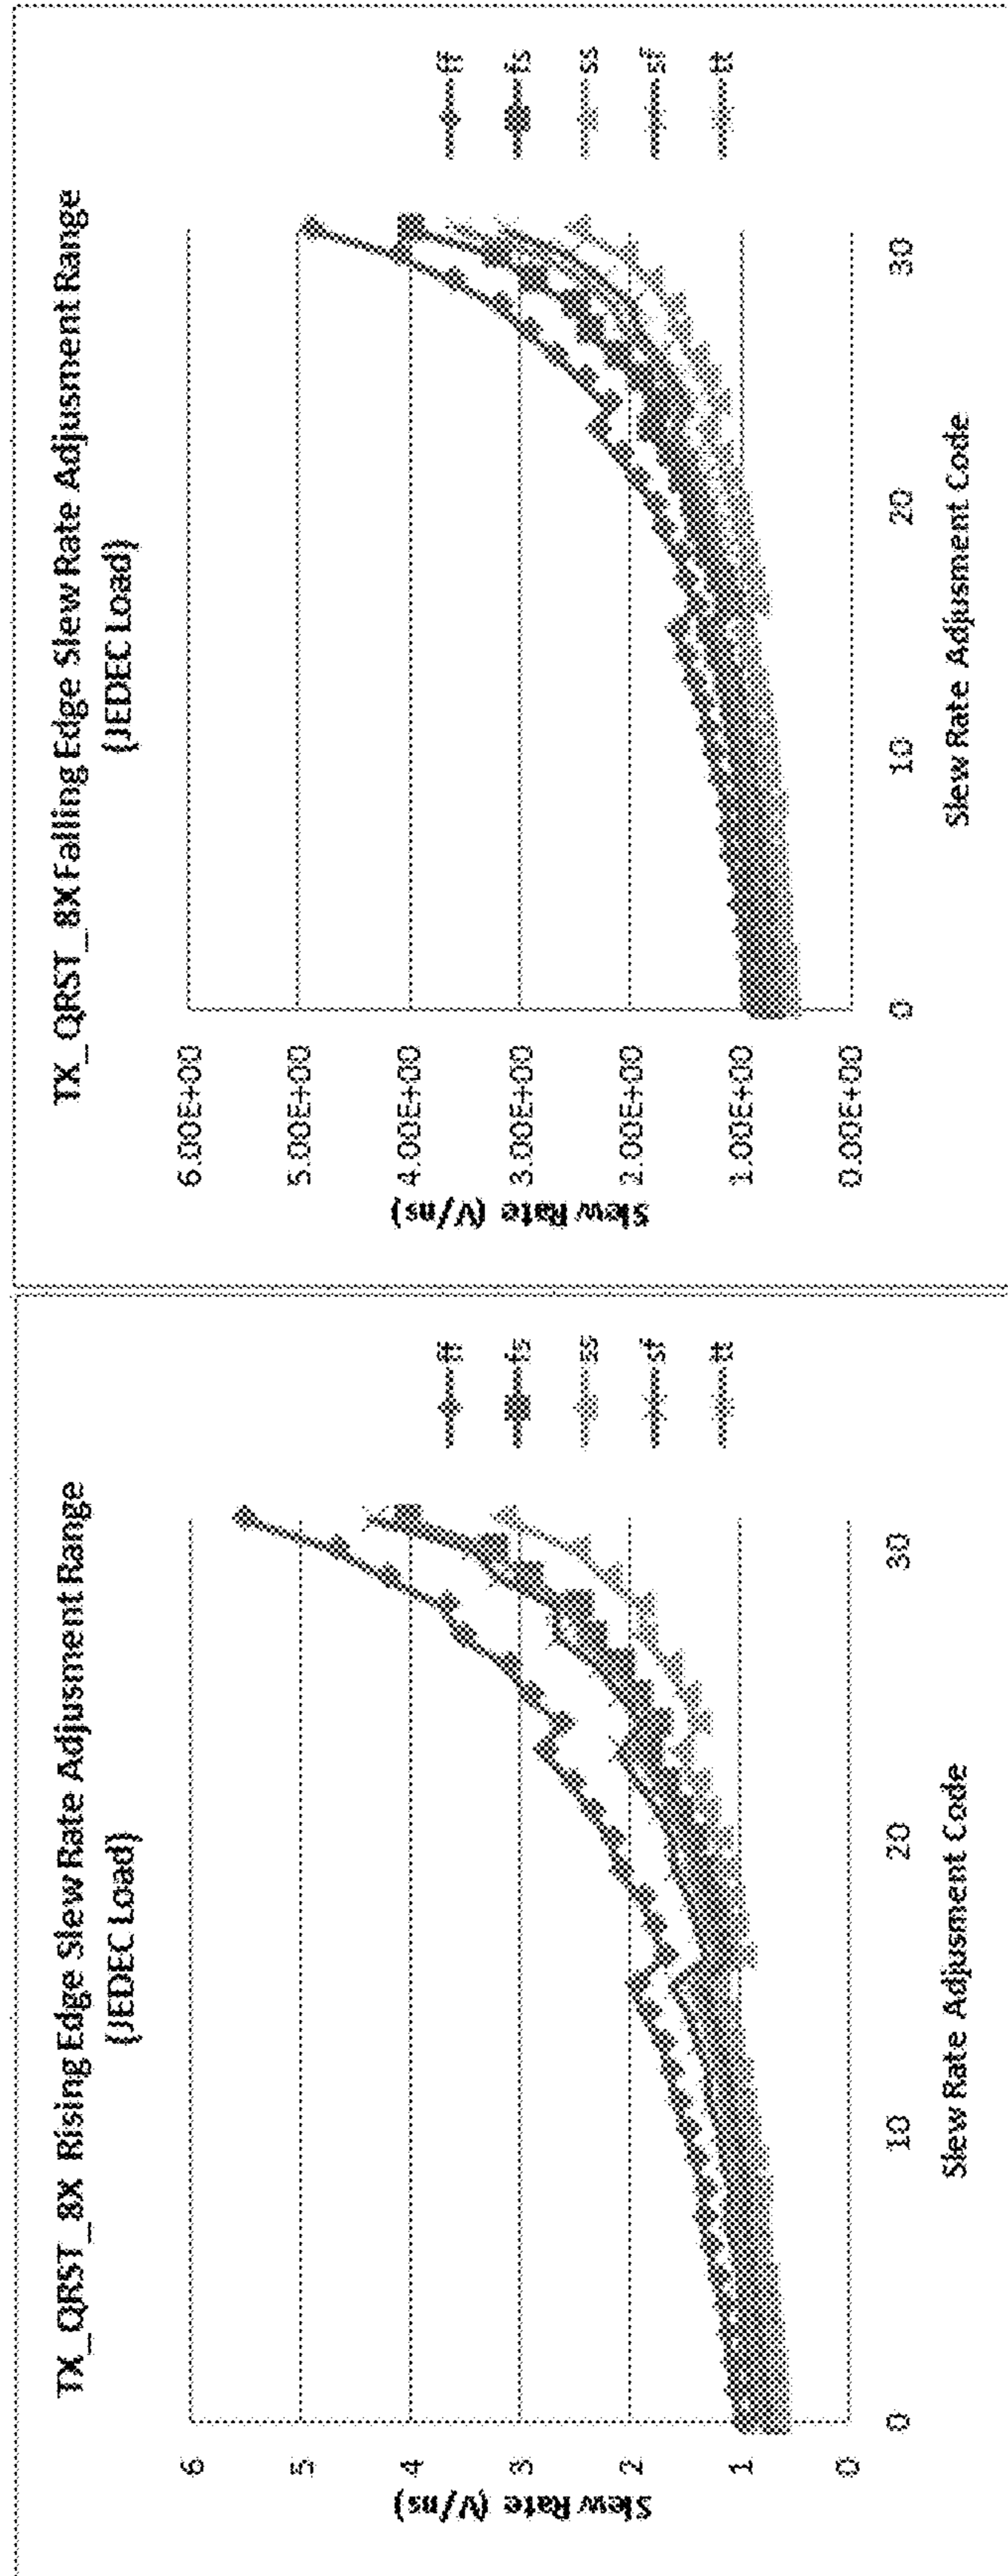 TX_QRST_8X Rising Edge Slew Rate Adjusment Range
(JEDEC Load)
Slew Rate (V/ns)
6
5
4
3
2
1
0
0
10
20
30
Slew Rate Adjusment Code
ff
fs
ss
sf
tt
TX_QRST_8X Falling Edge Slew Rate Adjusment Range
(JEDEC Load)
Slew Rate (V/ns)
6.00E+00
5.00E+00
4.00E+00
3.00E+00
2.00E+00
1.00E+00
0.00E+00
0
10
20
30
Slew Rate Adjusment Code
ff
fs
ss
sf
tt